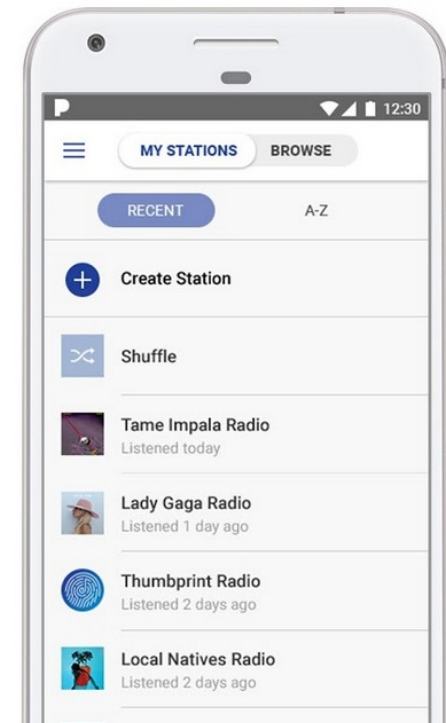 12:30
MY STATIONS BROWSE
RECENT A-Z
Create Station
Shuffle
Tame Impala Radio
Listened today
Lady Gaga Radio
Listened 1 day ago
Thumbprint Radio
Listened 2 days ago
Local Natives Radio
Listened 2 days ago